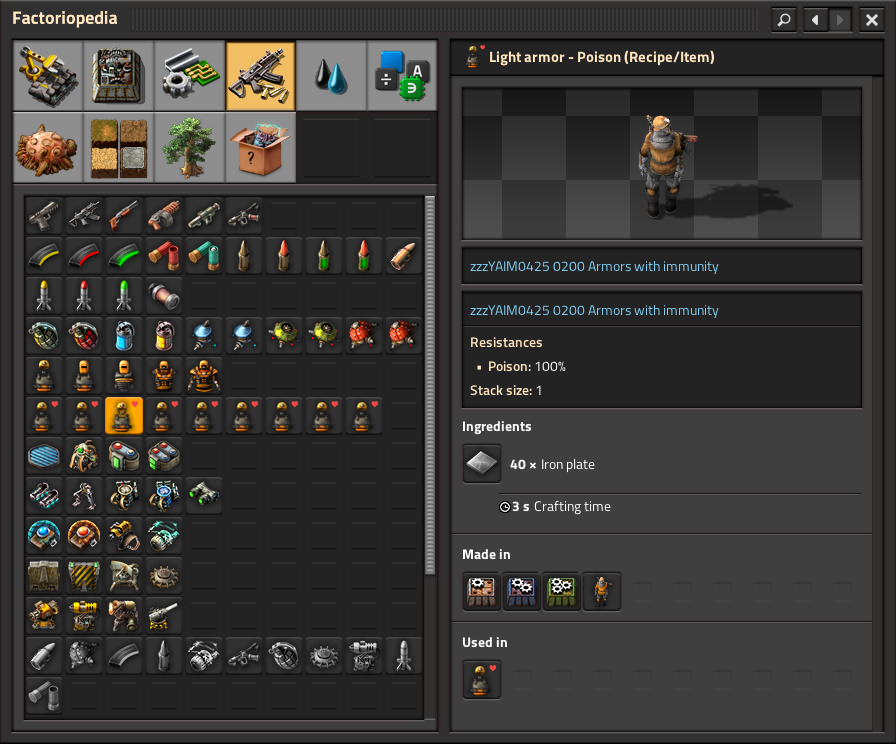 Factoriopedia
Light armor - Poison (Recipe/Item)
zzzYAIM0425 0200 Armors with immunity
zzzYAIM0425 0200 Armors with immunity
Resistances
▪ Poison: 100%
Stack size: 1
Ingredients
40 × Iron plate
3 s Crafting time
Made in
Used in